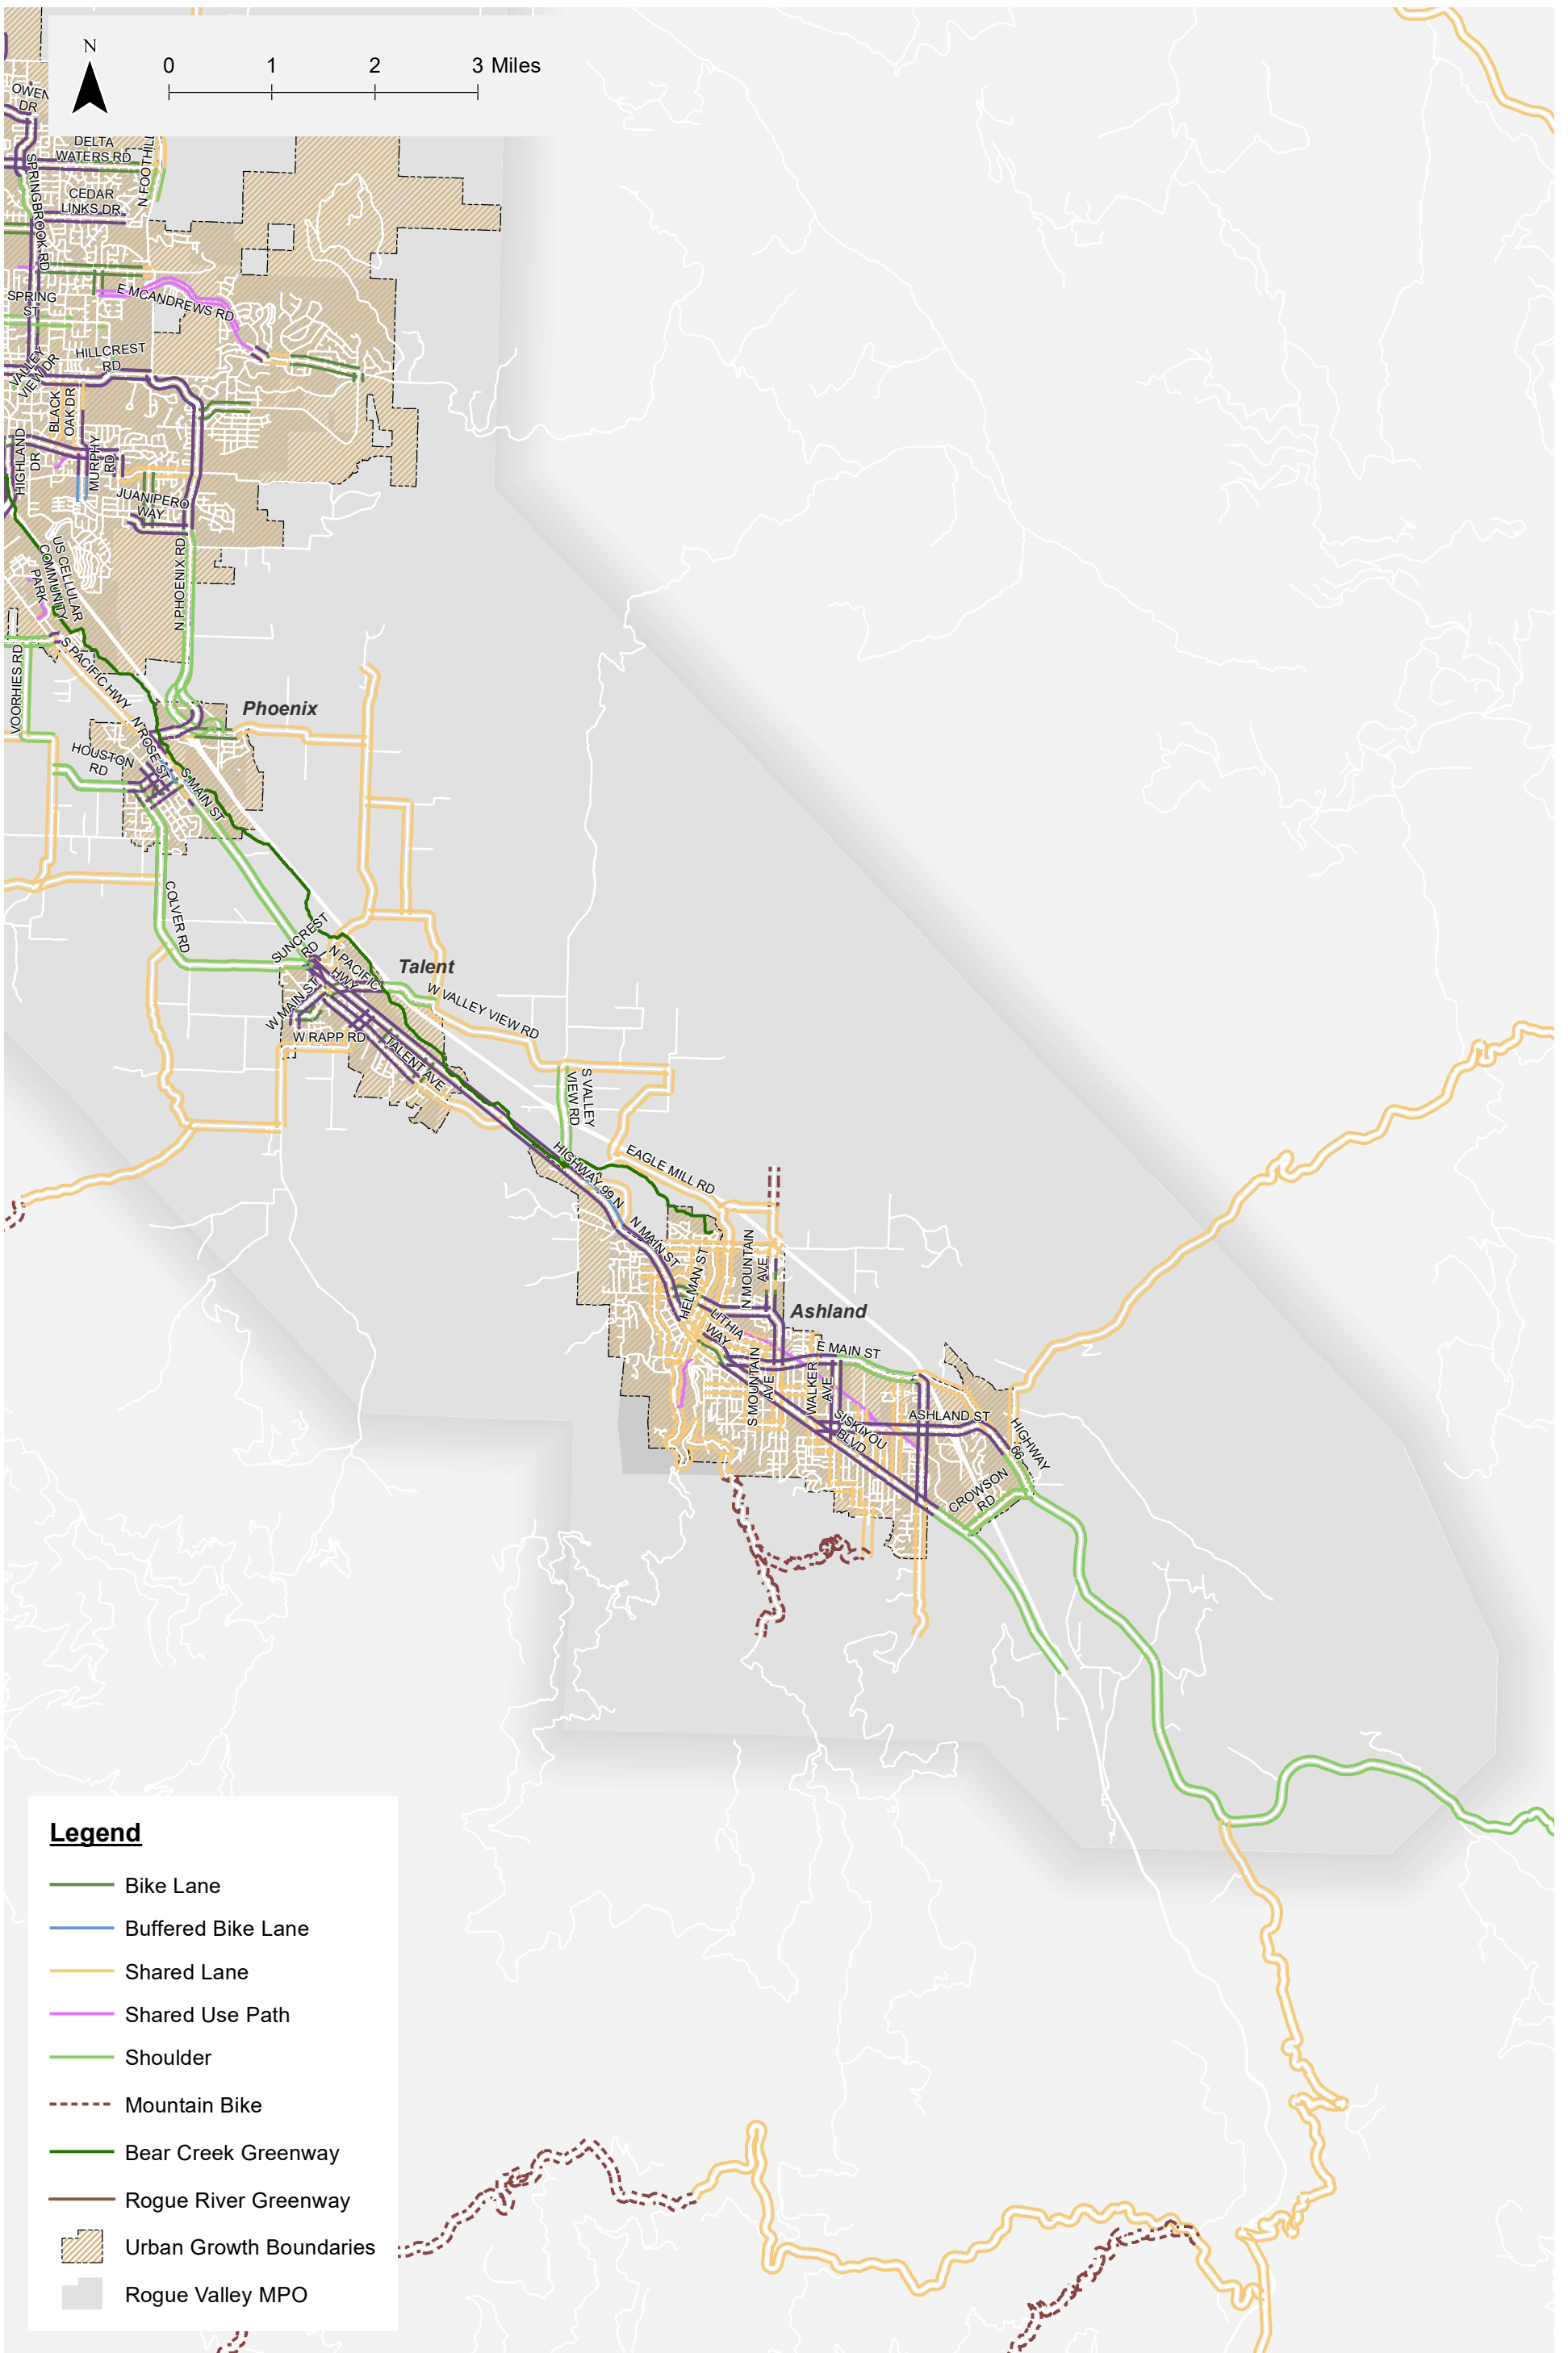 N
0 1 2 3 Miles
OWEN
DR
DELTA
WATERS RD
N FOOTHILL
SPRINGBROOK RD
CEDAR
LINKS DR
E MCANDREWS RD
SPRING
ST
HILLCREST
RD
VALLEY
VIEW DR
BLACK
OAK DR
HIGHLAND
DR
MURPHY
RD
JUANIPERO
WAY
US CELLULAR
COMMUNITY
PARK
N PHOENIX RD
S PACIFIC HWY
VOORHIES RD
Phoenix
N ROSE ST
HOUSTON
RD
S MAIN ST
COLVER RD
SUNCREST
RD
N PACIFIC
HWY
Talent
W MAIN ST
W VALLEY VIEW RD
W RAPP RD
TALENT AVE
S VALLEY
VIEW RD
HIGHWAY 99 N
EAGLE MILL RD
N MAIN ST
HELMAN ST
N MOUNTAIN
AVE
Ashland
LITHIA
WAY
E MAIN ST
S MOUNTAIN
AVE
WALKER
AVE
SISKIYOU
BLVD
ASHLAND ST
HIGHWAY
66
CROWSON
RD
Legend
Bike Lane
Buffered Bike Lane
Shared Lane
Shared Use Path
Shoulder
Mountain Bike
Bear Creek Greenway
Rogue River Greenway
Urban Growth Boundaries
Rogue Valley MPO